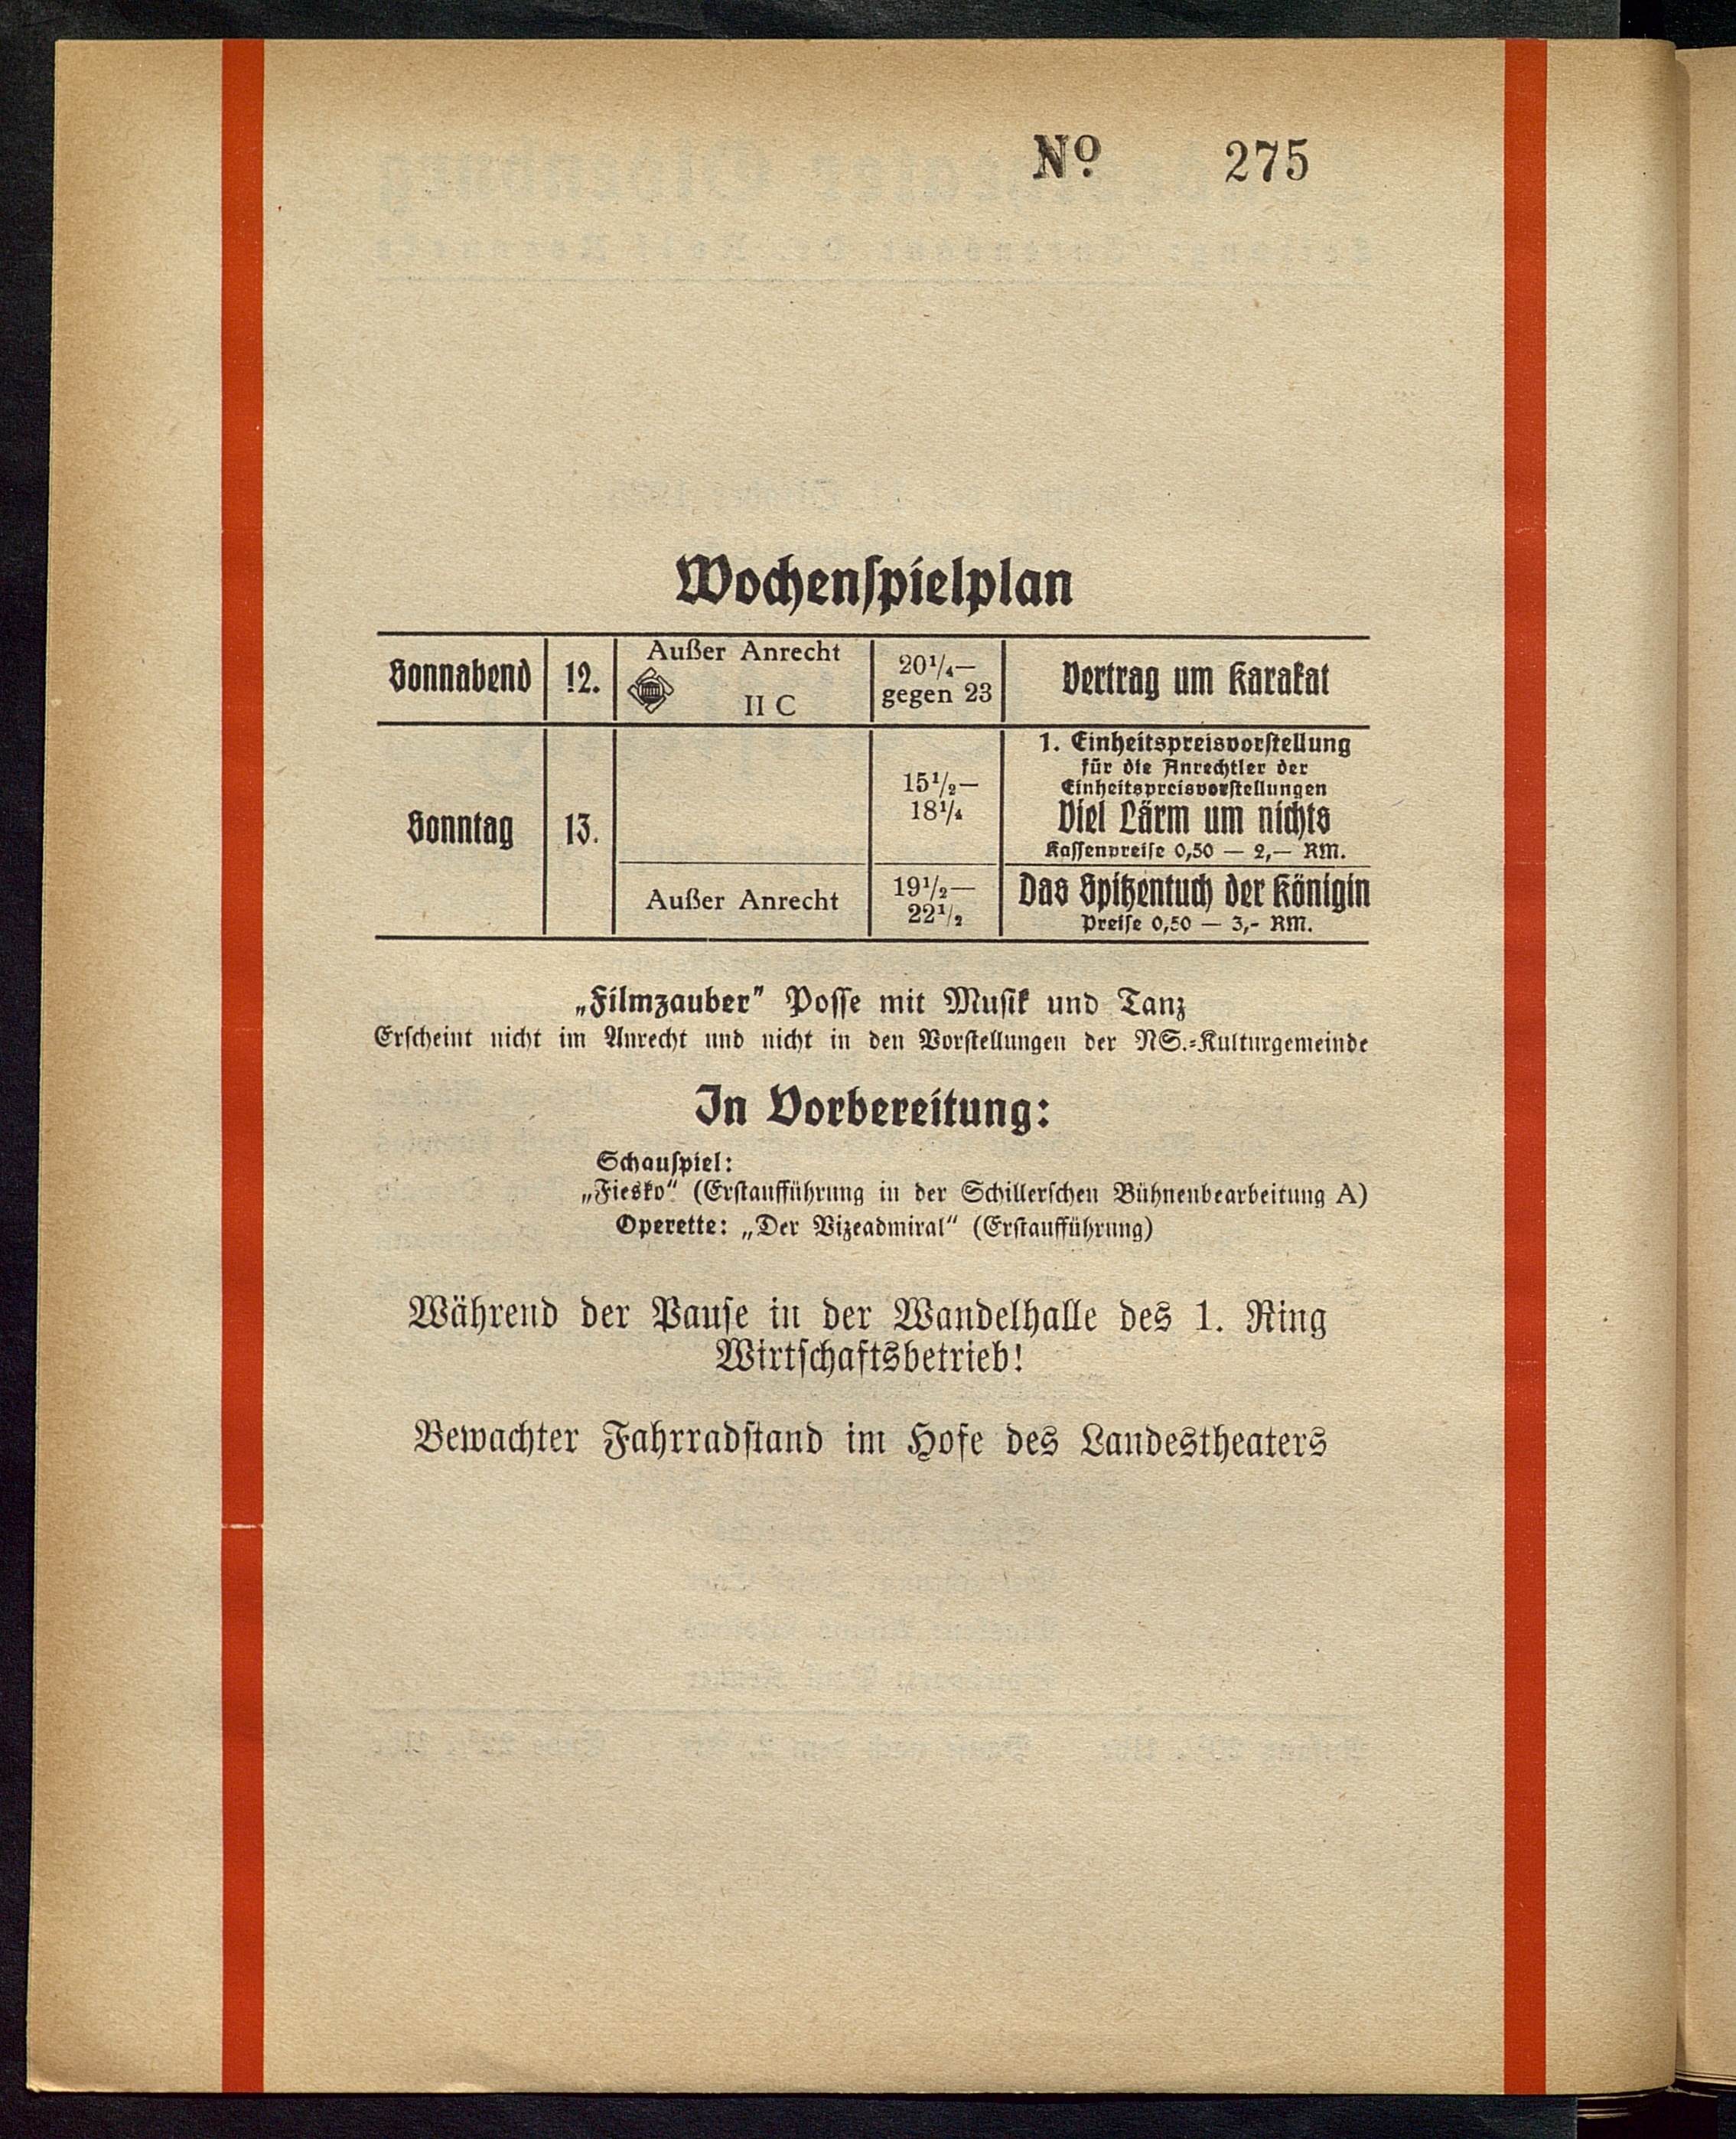 Nº 275
Wochenspielplan
Sonnabend
12.
Außer Anrecht
II C
20¹/₄—
gegen 23
Vertrag um Karakat
Sonntag
13.
15¹/₂—
18¹/₄
1. Einheitspreisvorstellung
für die Anrechtler der
Einheitspreisvorstellungen
Viel Lärm um nichts
Kassenpreise 0,50 — 2,— RM.
Außer Anrecht
19¹/₂—
22¹/₂
Das Spitzentuch der Königin
Preise 0,50 — 3,- RM.
„Filmzauber” Posse mit Musik und Tanz
Erscheint nicht im Anrecht und nicht in den Vorstellungen der NS.-Kulturgemeinde
In Vorbereitung:
Schauspiel:
„Fiesko“ (Erstaufführung in der Schillerschen Bühnenbearbeitung A)
Operette: „Der Vizeadmiral“ (Erstaufführung)
Während der Pause in der Wandelhalle des 1. Ring
Wirtschaftsbetrieb!
Bewachter Fahrradstand im Hofe des Landestheaters